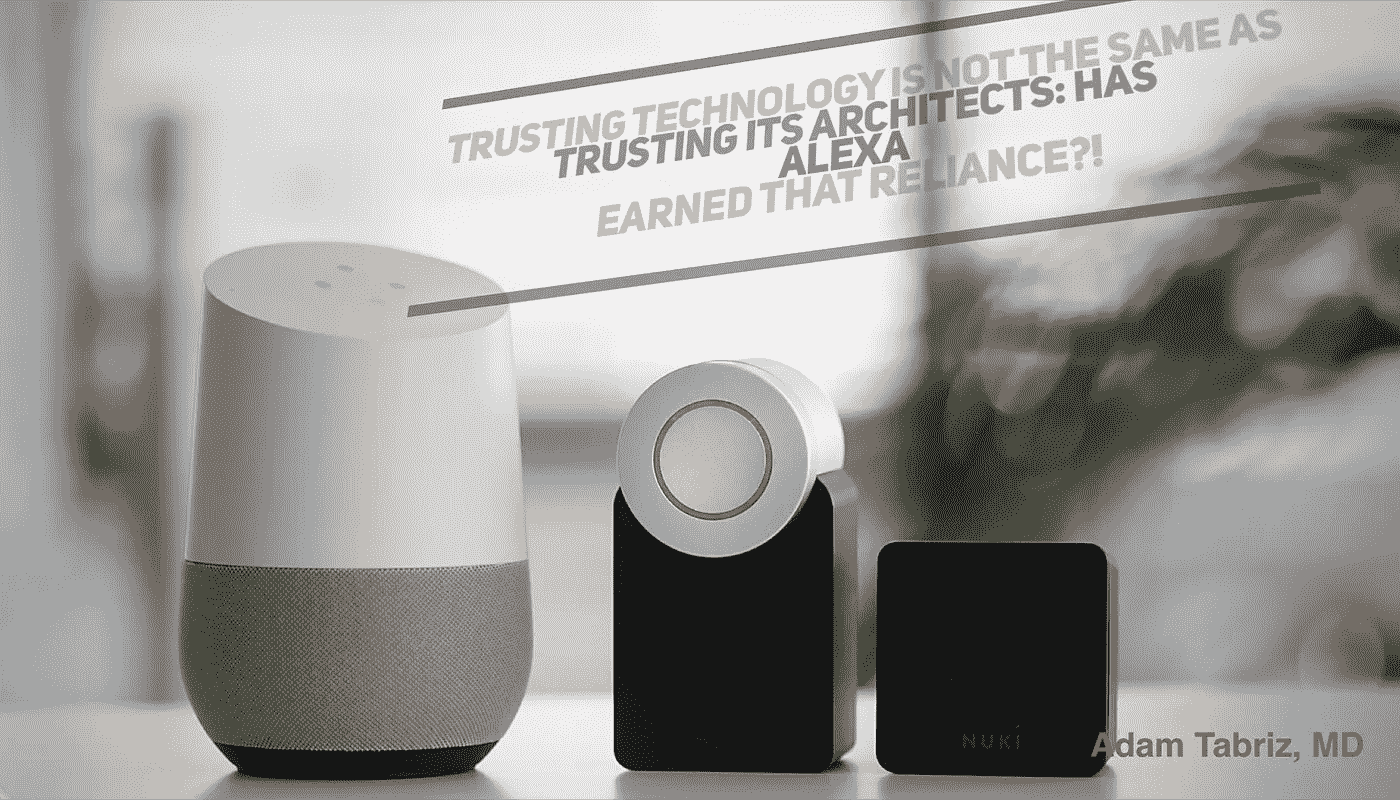 TRUSTING TECHNOLOGY IS NOT THE SAME AS
TRUSTING ITS ARCHITECTS: HAS
ALEXA
EARNED THAT RELIANCE?!
NUKI
Adam Tabriz, MD